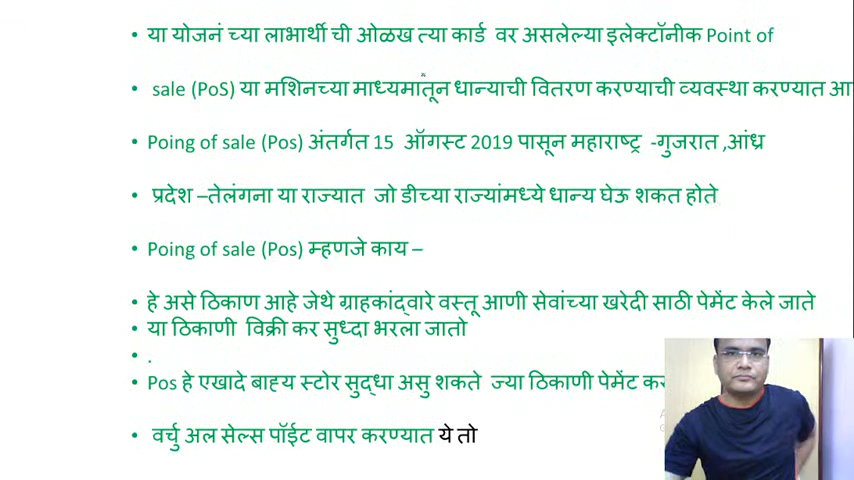 • या योजनं च्या लाभार्थी ची ओळख त्या कार्ड वर असलेल्या इलेक्टॉनीक Point of
• sale (PoS) या मशिनच्या माध्यमातून धान्याची वितरण करण्याची व्यवस्था करण्यात आ
• Poing of sale (Pos) अंतर्गत 15 ऑगस्ट 2019 पासून महाराष्ट्र -गुजरात ,आंध्र
• प्रदेश –तेलंगना या राज्यात जो डीच्या राज्यांमध्ये धान्य घेऊ शकत होते
• Poing of sale (Pos) म्हणजे काय –
• हे असे ठिकाण आहे जेथे ग्राहकांद्वारे वस्तू आणी सेवांच्या खरेदी साठी पेमेंट केले जाते
• या ठिकाणी विक्री कर सुध्दा भरला जातो
• .
• Pos हे एखादे बाह्य स्टोर सुद्धा असु शकते ज्या ठिकाणी पेमेंट
• वर्चु अल सेल्स पॉईट वापर करण्यात ये तो